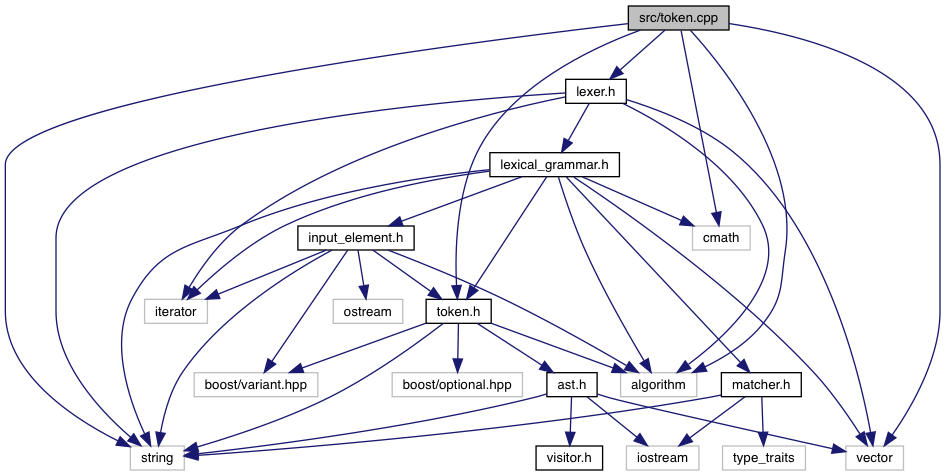 src/token.cpp
lexer.h
lexical_grammar.h
input_element.h
cmath
iterator
ostream
token.h
boost/variant.hpp
boost/optional.hpp
ast.h
algorithm
matcher.h
string
visitor.h
iostream
type_traits
vector